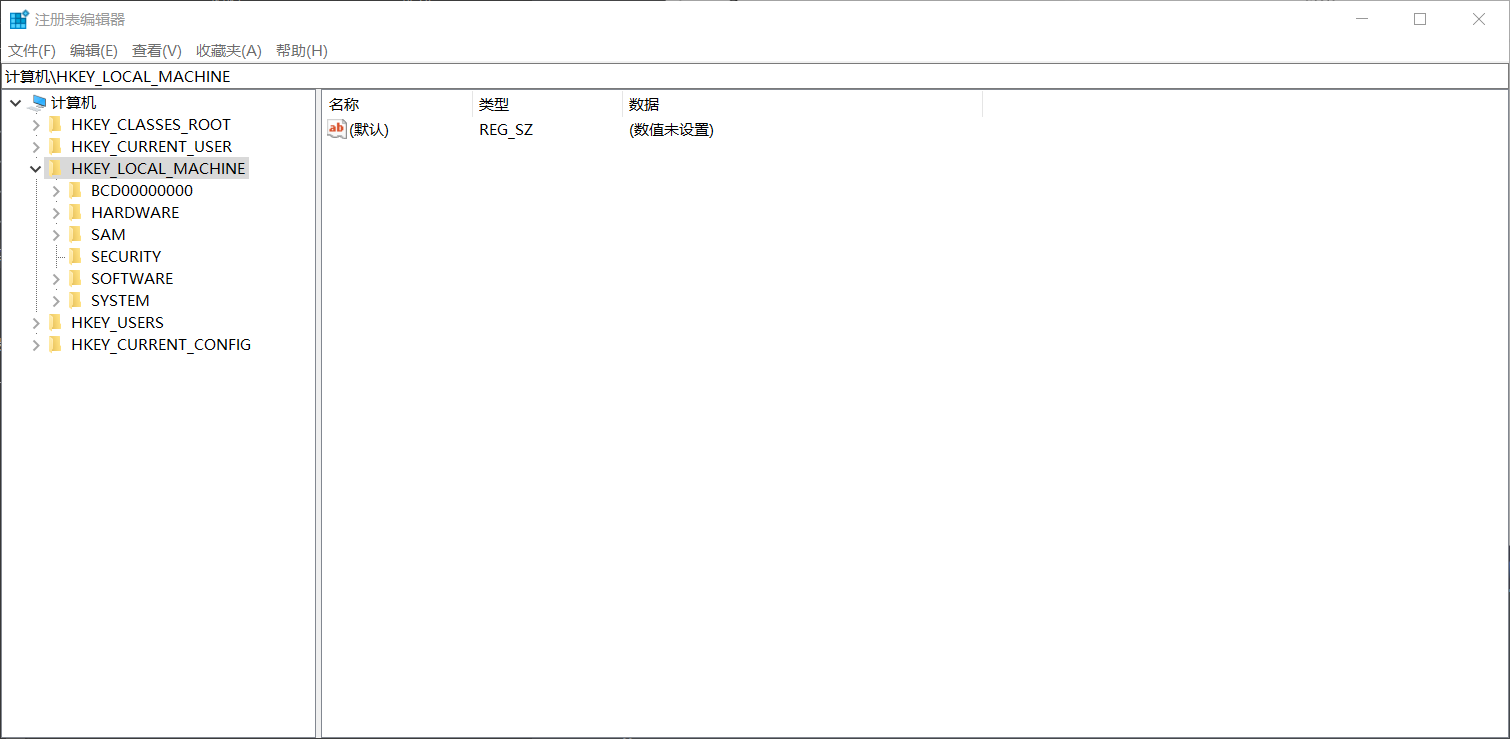 注册表编辑器
文件(F) 编辑(E) 查看(V) 收藏夹(A) 帮助(H)
计算机\HKEY_LOCAL_MACHINE
计算机
HKEY_CLASSES_ROOT
HKEY_CURRENT_USER
HKEY_LOCAL_MACHINE
BCD00000000
HARDWARE
SAM
SECURITY
SOFTWARE
SYSTEM
HKEY_USERS
HKEY_CURRENT_CONFIG
名称 类型 数据
ab (默认) REG_SZ (数值未设置)